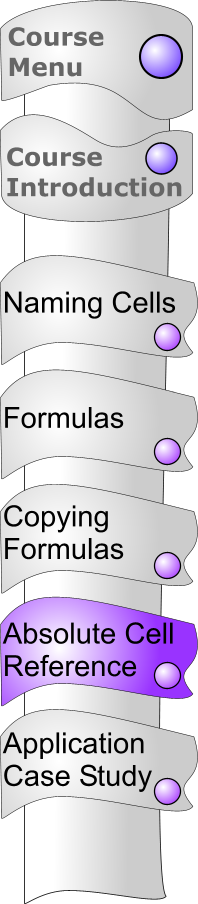 Course
Menu
Course
Introduction
Naming Cells
Formulas
Copying
Formulas
Absolute Cell
Reference
Application
Case Study